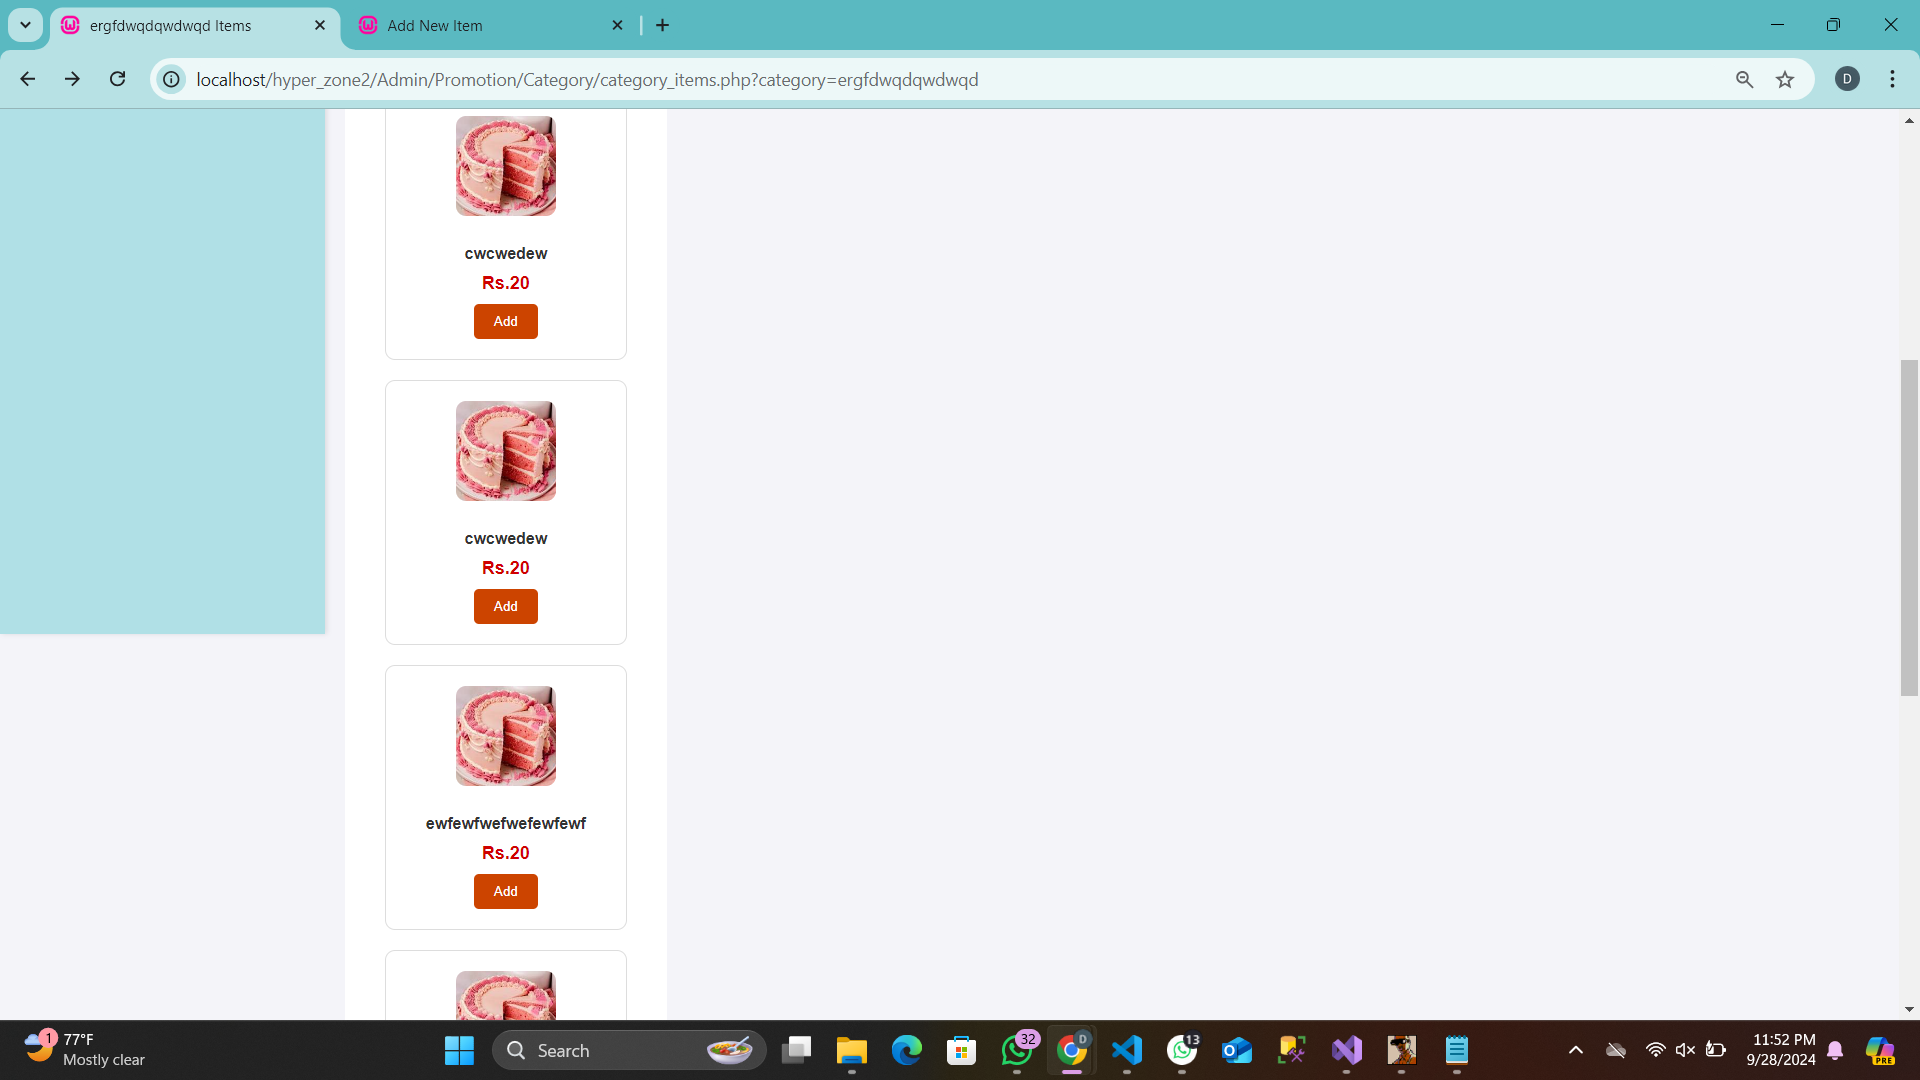 ergfdwqdqwdwqd Items
Add New Item
localhost/hyper_zone2/Admin/Promotion/Category/category_items.php?category=ergfdwqdqwdwqd
D
cwcwedew
Rs.20
Add
cwcwedew
Rs.20
Add
ewfewfwefwefewfewf
Rs.20
Add
1
77°F
Mostly clear
Search
32
D
13
11:52 PM
9/28/2024
PRE